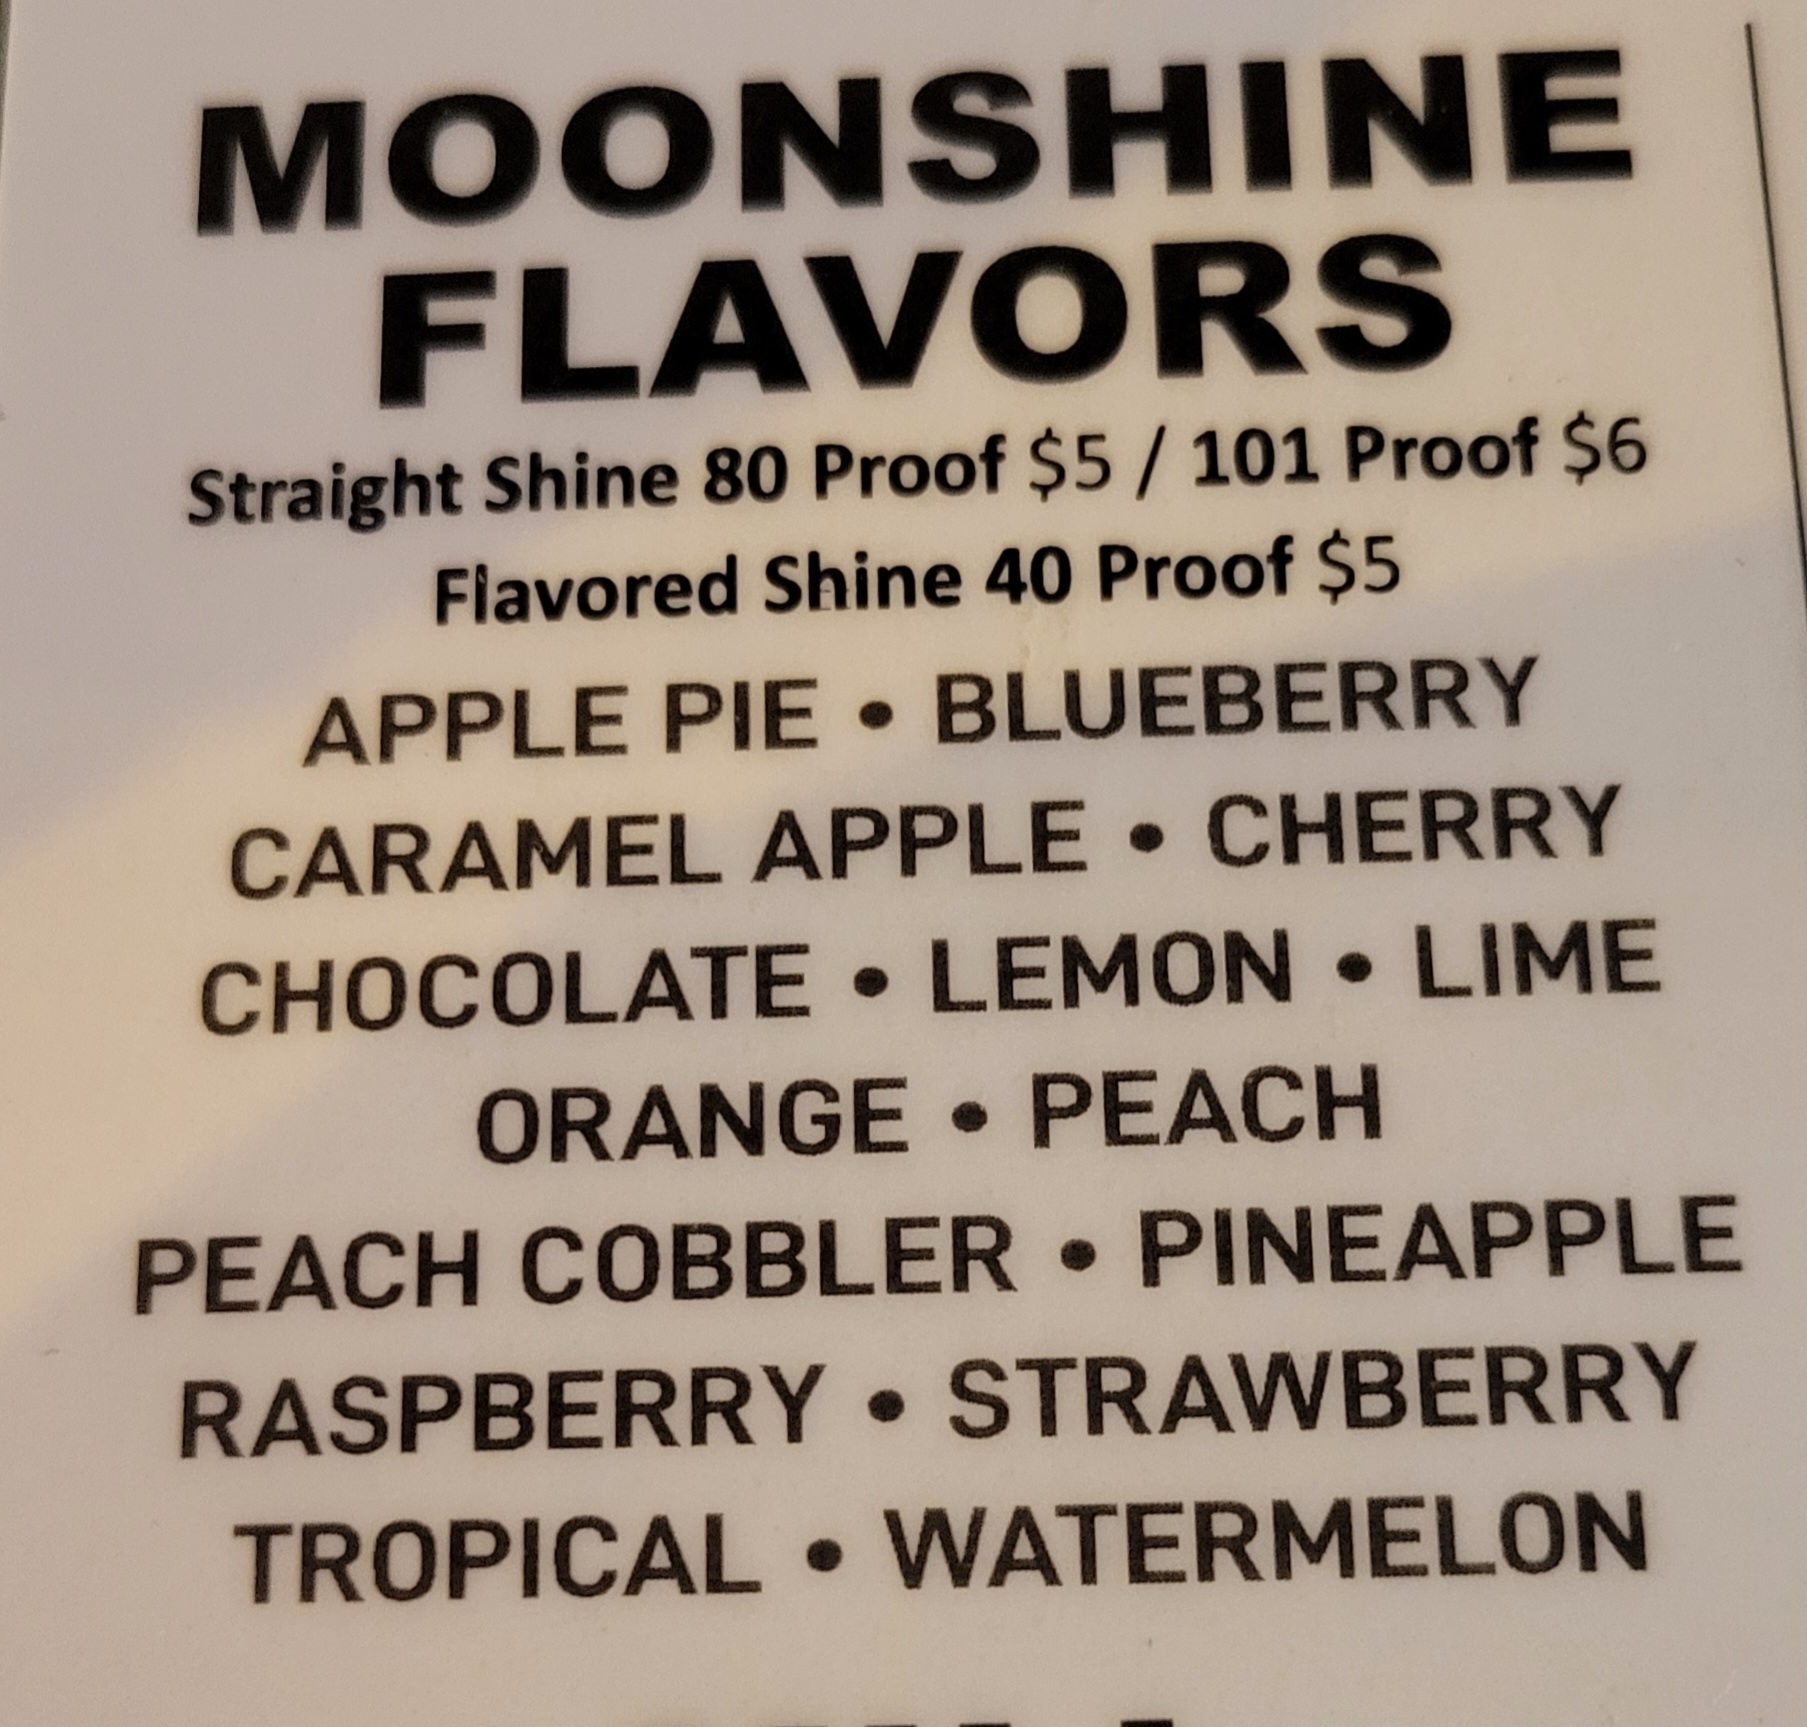 MOONSHINE
FLAVORS
Straight Shine 80 Proof $5 / 101 Proof $6
Flavored Shine 40 Proof $5
APPLE PIE • BLUEBERRY
CARAMEL APPLE • CHERRY
CHOCOLATE • LEMON • LIME
ORANGE • PEACH
PEACH COBBLER • PINEAPPLE
RASPBERRY • STRAWBERRY
TROPICAL • WATERMELON